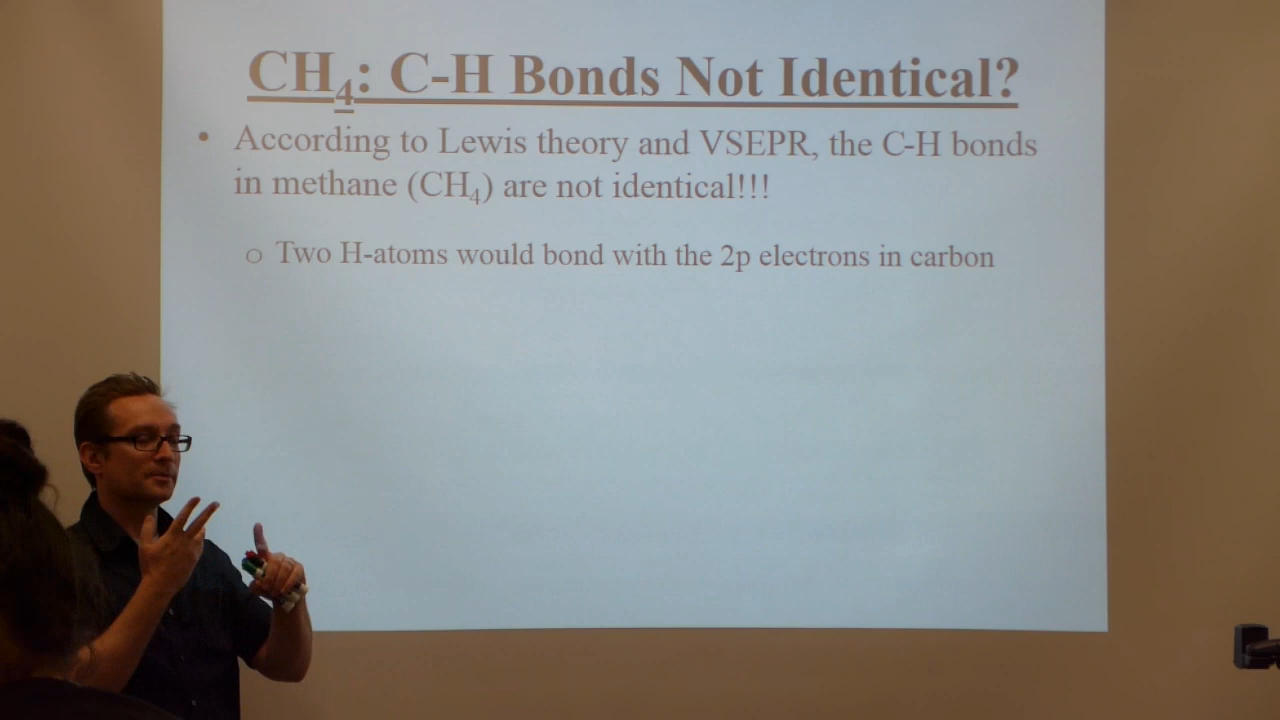 CH₄: C-H Bonds Not Identical?
• According to Lewis theory and VSEPR, the C-H bonds
in methane (CH₄) are not identical!!!
o Two H-atoms would bond with the 2p electrons in carbon